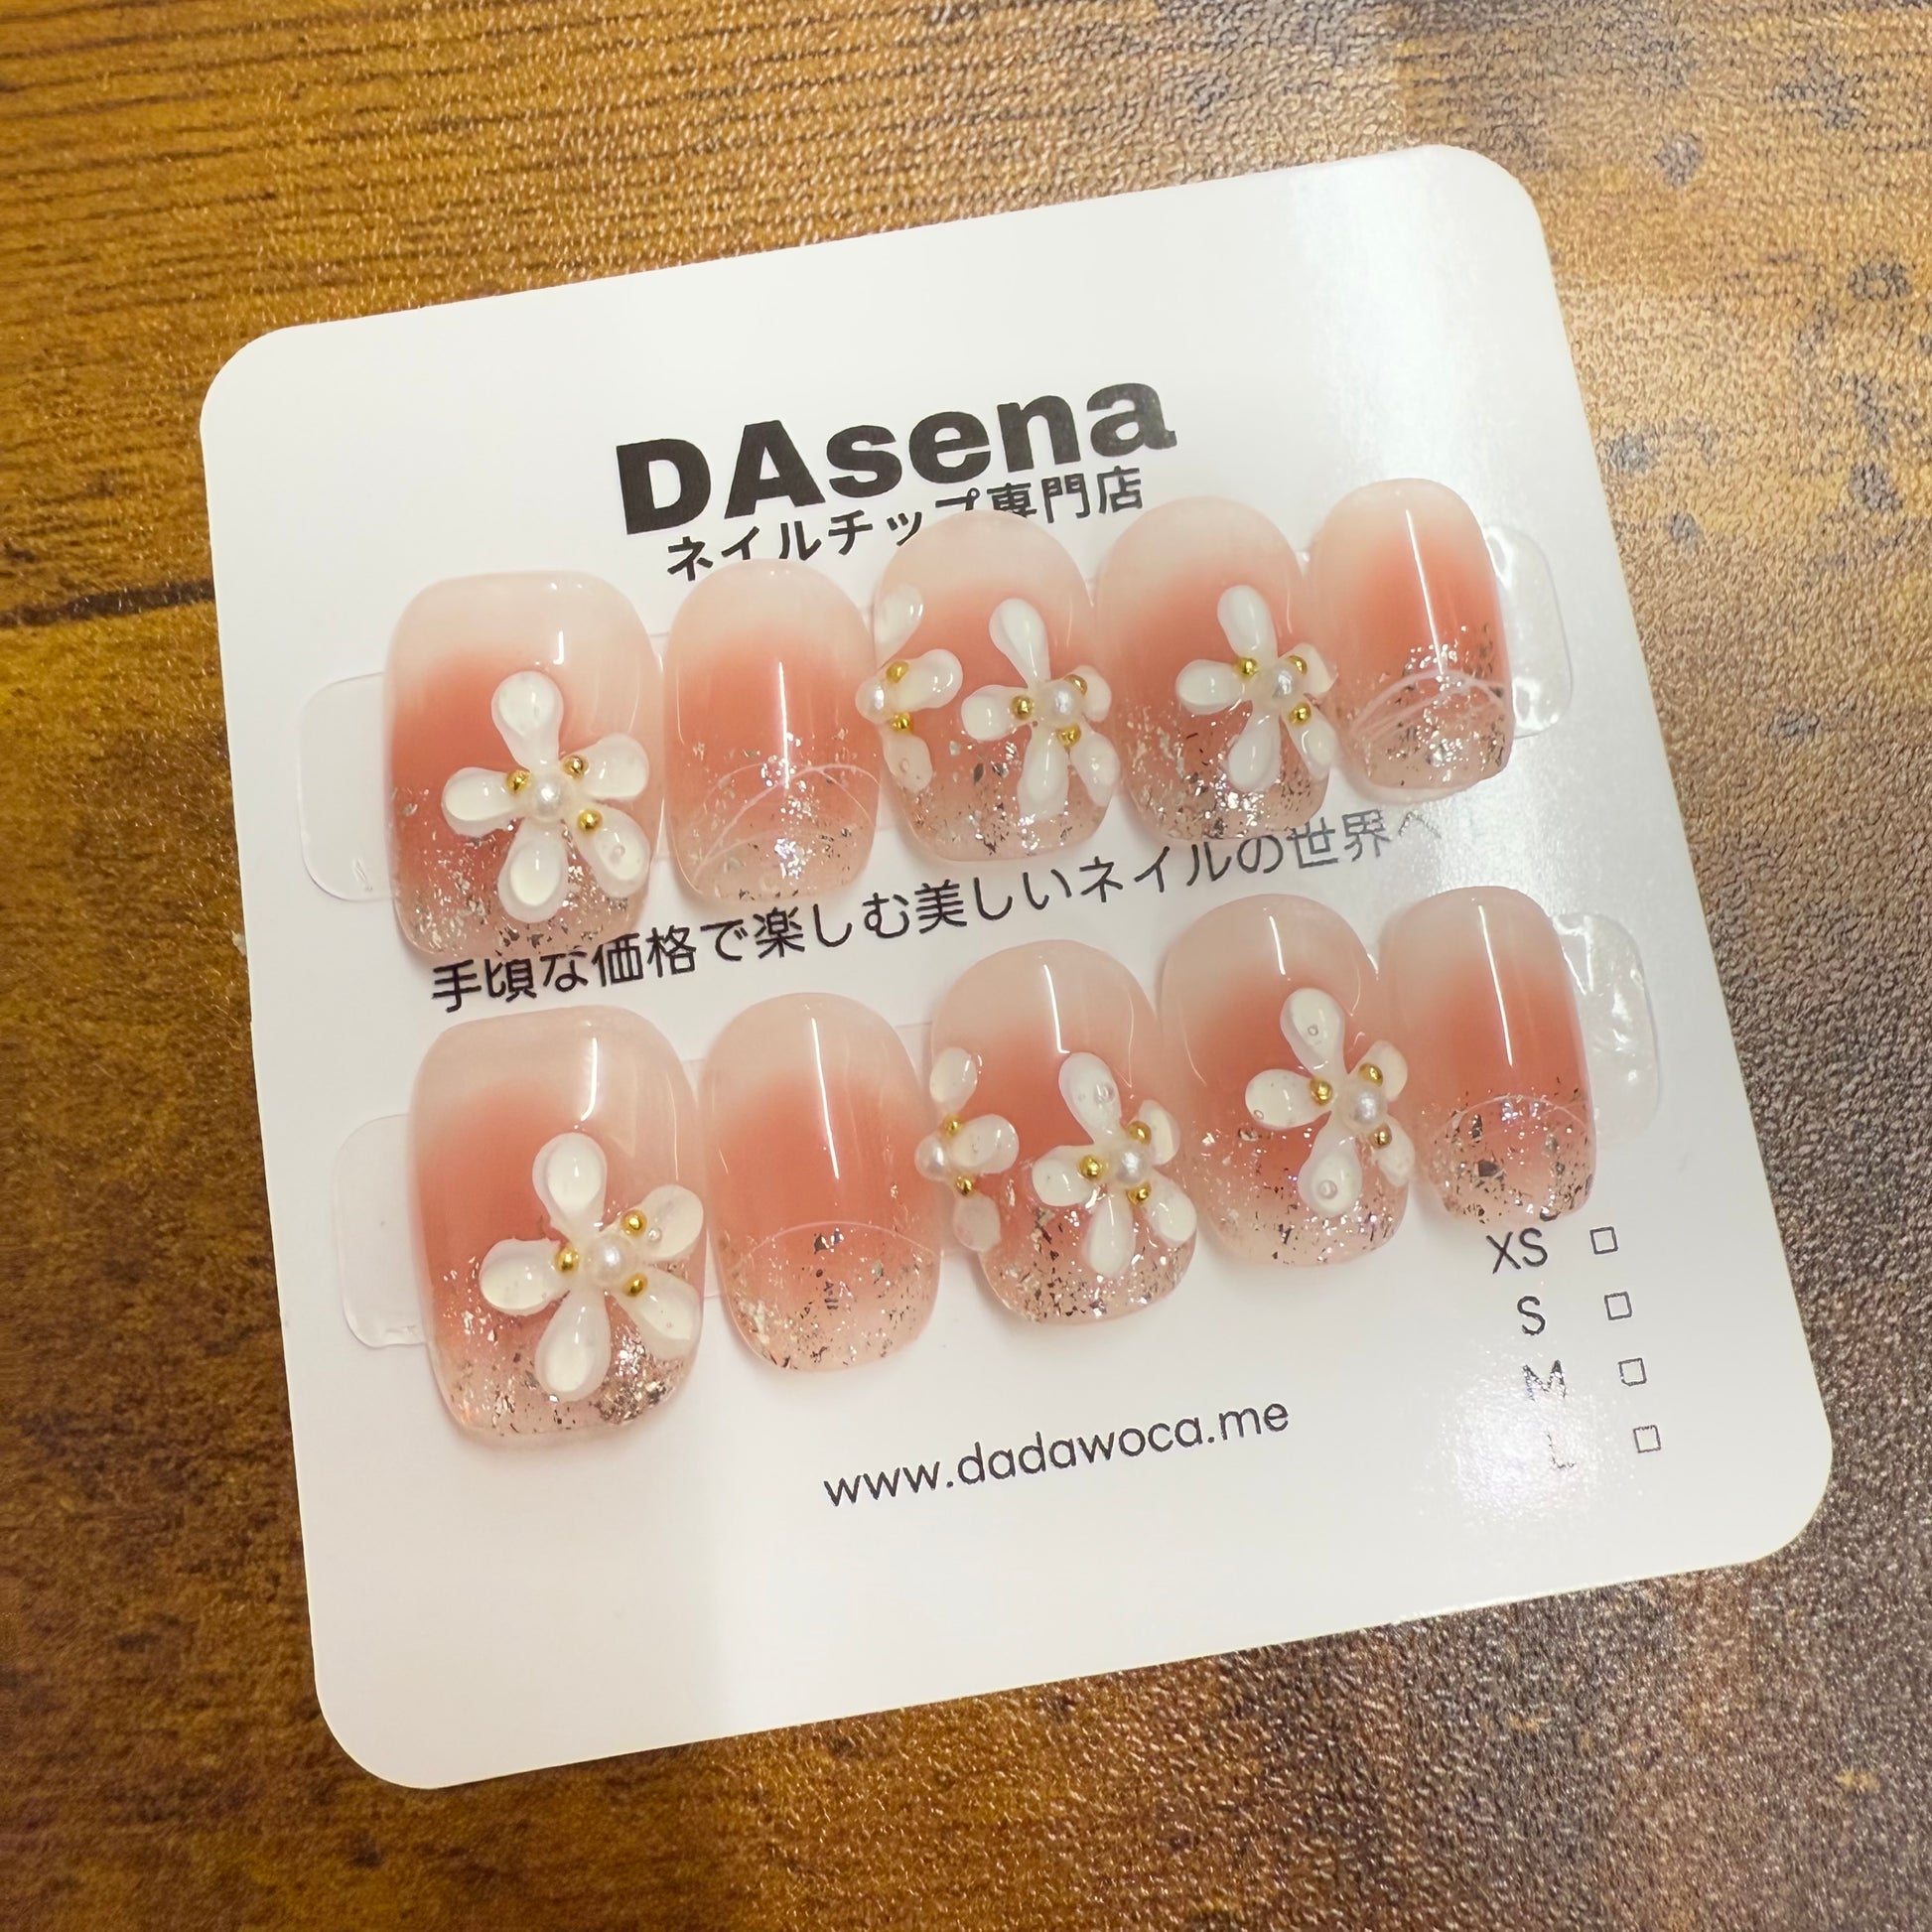 DAsena
ネイルチップ専門店
手頃な価格で楽しむ美しいネイルの世界へ
XS
S
M
L
www.dadawoca.me